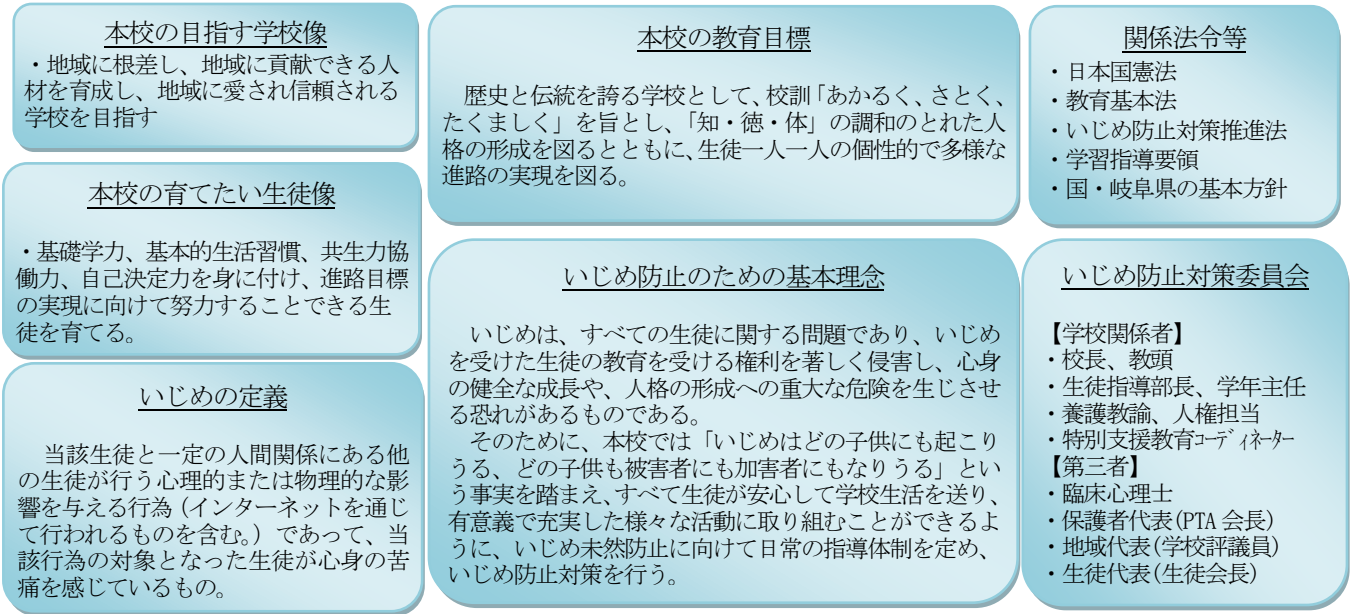 本校の目指す学校像
・地域に根差し、地域に貢献できる人
材を育成し、地域に愛され信頼される
学校を目指す
本校の育てたい生徒像
・基礎学力、基本的生活習慣、共生力協
働力、自己決定力を身に付け、進路目標
の実現に向けて努力することできる生
徒を育てる。
いじめの定義
当該生徒と一定の人間関係にある他
の生徒が行う心理的または物理的な影
響を与える行為(インターネットを通じ
て行われるものを含む。)であって、当
該行為の対象となった生徒が心身の苦
痛を感じているもの。
本校の教育目標
歴史と伝統を誇る学校として、校訓「あかるく、さとく、
たくましく」を旨とし、「知・徳・体」の調和のとれた人
格の形成を図るとともに、生徒一人一人の個性的で多様な
進路の実現を図る。
いじめ防止のための基本理念
いじめは、すべての生徒に関する問題であり、いじめ
を受けた生徒の教育を受ける権利を著しく侵害し、心身
の健全な成長や、人格の形成への重大な危険を生じさせ
る恐れがあるものである。
そのために、本校では「いじめはどの子供にも起こり
うる、どの子供も被害者にも加害者にもなりうる」とい
う事実を踏まえ、すべて生徒が安心して学校生活を送り、
有意義で充実した様々な活動に取り組むことができるよ
うに、いじめ未然防止に向けて日常の指導体制を定め、
いじめ防止対策を行う。
関係法令等
・日本国憲法
・教育基本法
・いじめ防止対策推進法
・学習指導要領
・国・岐阜県の基本方針
いじめ防止対策委員会
【学校関係者】
・校長、教頭
・生徒指導部長、学年主任
・養護教諭、人権担当
・特別支援教育ｺｰﾃﾞｨﾈｰﾀｰ
【第三者】
・臨床心理士
・保護者代表(PTA 会長)
・地域代表(学校評議員)
・生徒代表(生徒会長)